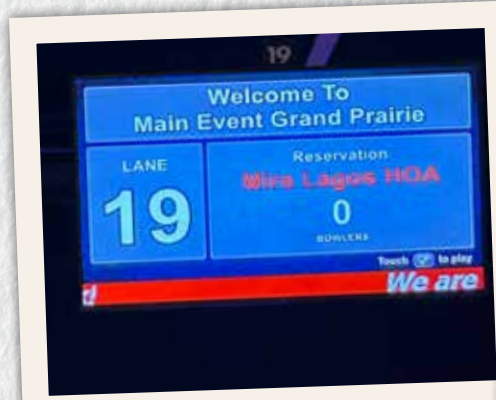 19
Welcome To
Main Event Grand Prairie
LANE
19
Reservation
Mira Lagos HOA
0
BOWLERS
Touch to play
We are